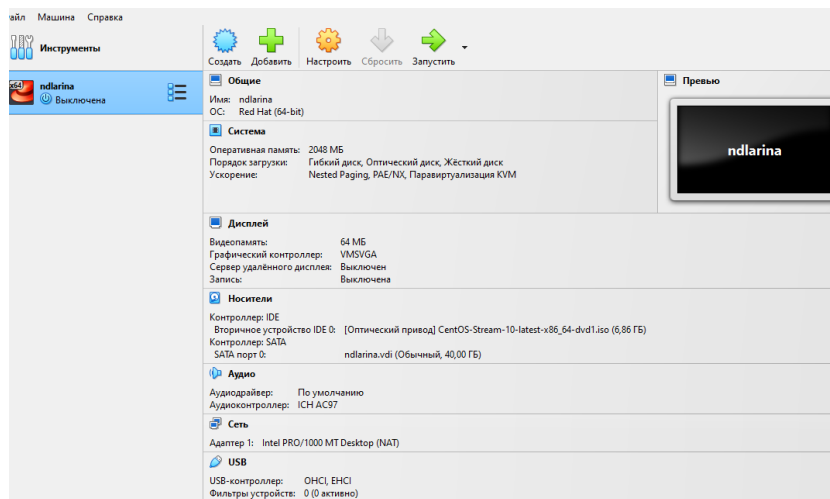 Машина Справка
Инструменты
Создать Добавить Настроить Сбросить Запустить
x64 ndlarina
Выключена
Общие
Имя: ndlarina
ОС: Red Hat (64-bit)
Превью
ndlarina
Система
Оперативная память: 2048 МБ
Порядок загрузки: Гибкий диск, Оптический диск, Жёсткий диск
Ускорение: Nested Paging, PAE/NX, Паравиртуализация KVM
Дисплей
Видеопамять: 64 МБ
Графический контроллер: VMSVGA
Сервер удалённого дисплея: Выключен
Запись: Выключена
Носители
Контроллер: IDE
Вторичное устройство IDE 0: [Оптический привод] CentOS-Stream-10-latest-x86_64-dvd1.iso (6,86 ГБ)
Контроллер: SATA
SATA порт 0: ndlarina.vdi (Обычный, 40,00 ГБ)
Аудио
Аудиодрайвер: По умолчанию
Аудиоконтроллер: ICH AC97
Сеть
Адаптер 1: Intel PRO/1000 MT Desktop (NAT)
USB
USB-контроллер: OHCI, EHCI
Фильтры устройств: 0 (0 активно)